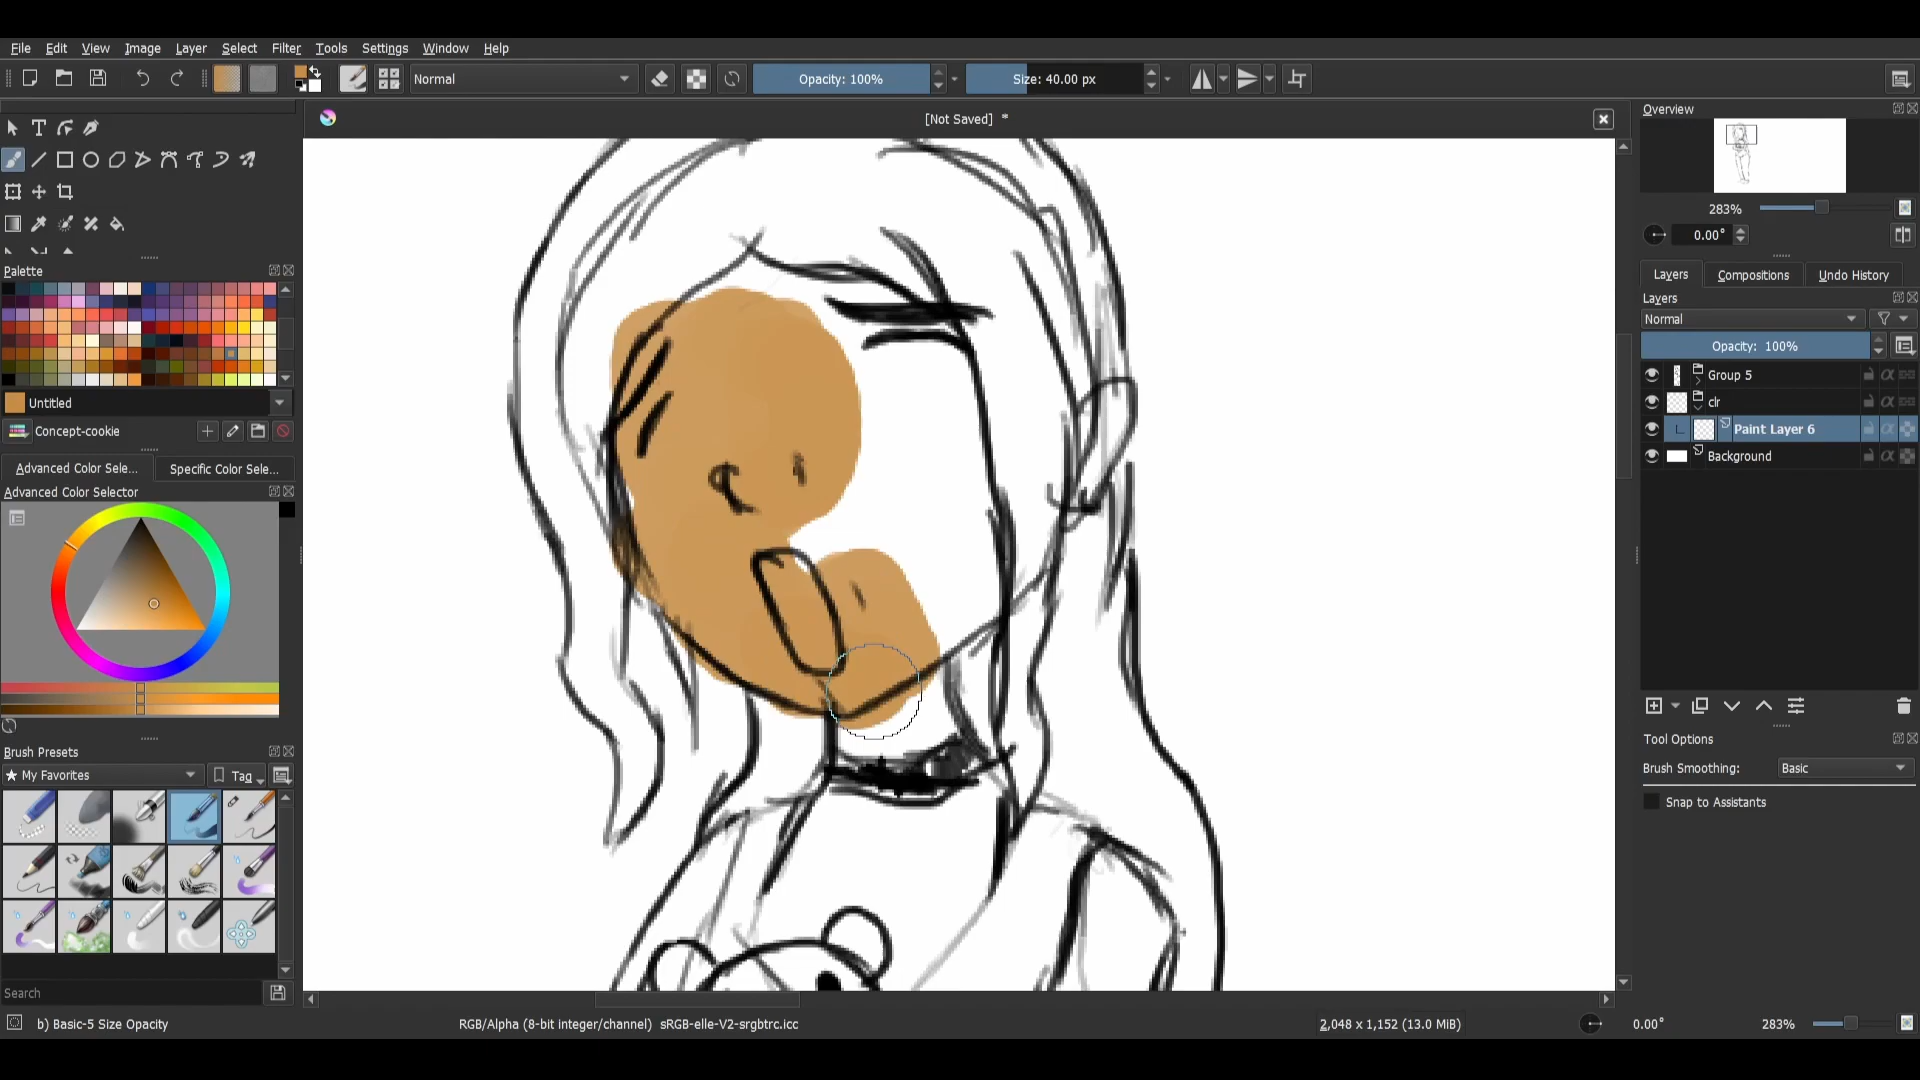 File Edit View Image Layer Select Filter Tools Settings Window Help
Normal
Opacity: 100%
Size: 40.00 px
[Not Saved] *
Overview
283%
0.00°
Palette
Layers Compositions Undo History
Layers
Normal
Opacity: 100%
Group 5
clr
Paint Layer 6
Background
Untitled
Concept-cookie
Advanced Color Sele... Specific Color Sele...
Advanced Color Selector
Brush Presets
★ My Favorites
Tag
Tool Options
Brush Smoothing: Basic
Snap to Assistants
Search
b) Basic-5 Size Opacity
RGB/Alpha (8-bit integer/channel) sRGB-elle-V2-srgbtrc.icc
2,048 x 1,152 (13.0 MiB)
0.00°
283%